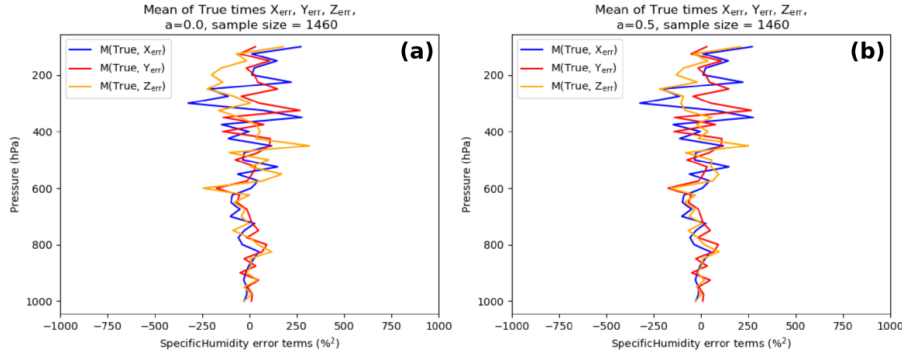 Mean of True times Xerr, Yerr, Zerr,
a=0.0, sample size = 1460
(a)
M(True, Xerr)
M(True, Yerr)
M(True, Zerr)
Pressure (hPa)
200
400
600
800
1000
-1000 -750 -500 -250 0 250 500 750 1000
SpecificHumidity error terms (%²)
Mean of True times Xerr, Yerr, Zerr,
a=0.5, sample size = 1460
(b)
M(True, Xerr)
M(True, Yerr)
M(True, Zerr)
Pressure (hPa)
200
400
600
800
1000
-1000 -750 -500 -250 0 250 500 750 1000
SpecificHumidity error terms (%²)